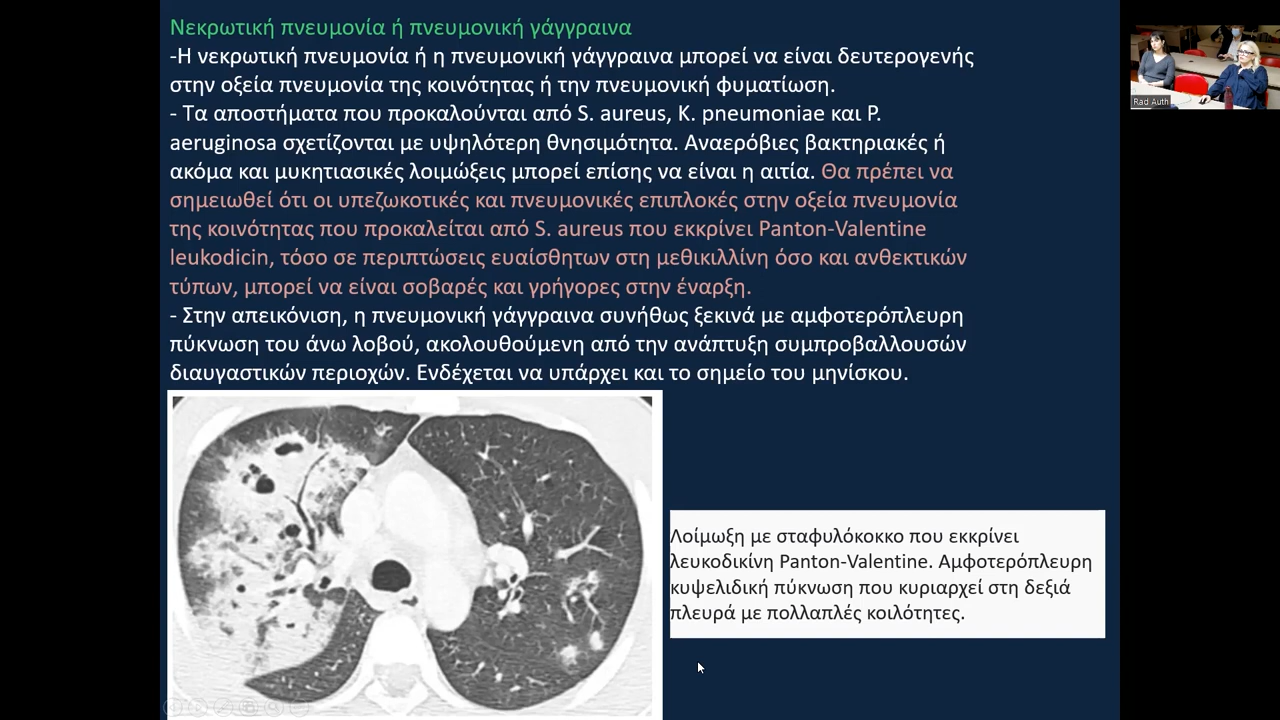 Νεκρωτική πνευμονία ή πνευμονική γάγγραινα
-Η νεκρωτική πνευμονία ή η πνευμονική γάγγραινα μπορεί να είναι δευτερογενής
στην οξεία πνευμονία της κοινότητας ή την πνευμονική φυματίωση.
- Τα αποστήματα που προκαλούνται από S. aureus, K. pneumoniae και P.
aeruginosa σχετίζονται με υψηλότερη θνησιμότητα. Αναερόβιες βακτηριακές ή
ακόμα και μυκητιασικές λοιμώξεις μπορεί επίσης να είναι η αιτία. Θα πρέπει να
σημειωθεί ότι οι υπεζωκοτικές και πνευμονικές επιπλοκές στην οξεία πνευμονία
της κοινότητας που προκαλείται από S. aureus που εκκρίνει Panton-Valentine
leukodicin, τόσο σε περιπτώσεις ευαίσθητων στη μεθικιλλίνη όσο και ανθεκτικών
τύπων, μπορεί να είναι σοβαρές και γρήγορες στην έναρξη.
- Στην απεικόνιση, η πνευμονική γάγγραινα συνήθως ξεκινά με αμφοτερόπλευρη
πύκνωση του άνω λοβού, ακολουθούμενη από την ανάπτυξη συμπροβαλλουσών
διαυγαστικών περιοχών. Ενδέχεται να υπάρχει και το σημείο του μηνίσκου.
Λοίμωξη με σταφυλόκοκκο που εκκρίνει
λευκοδικίνη Panton-Valentine. Αμφοτερόπλευρη
κυψελιδική πύκνωση που κυριαρχεί στη δεξιά
πλευρά με πολλαπλές κοιλότητες.
Rad Auth